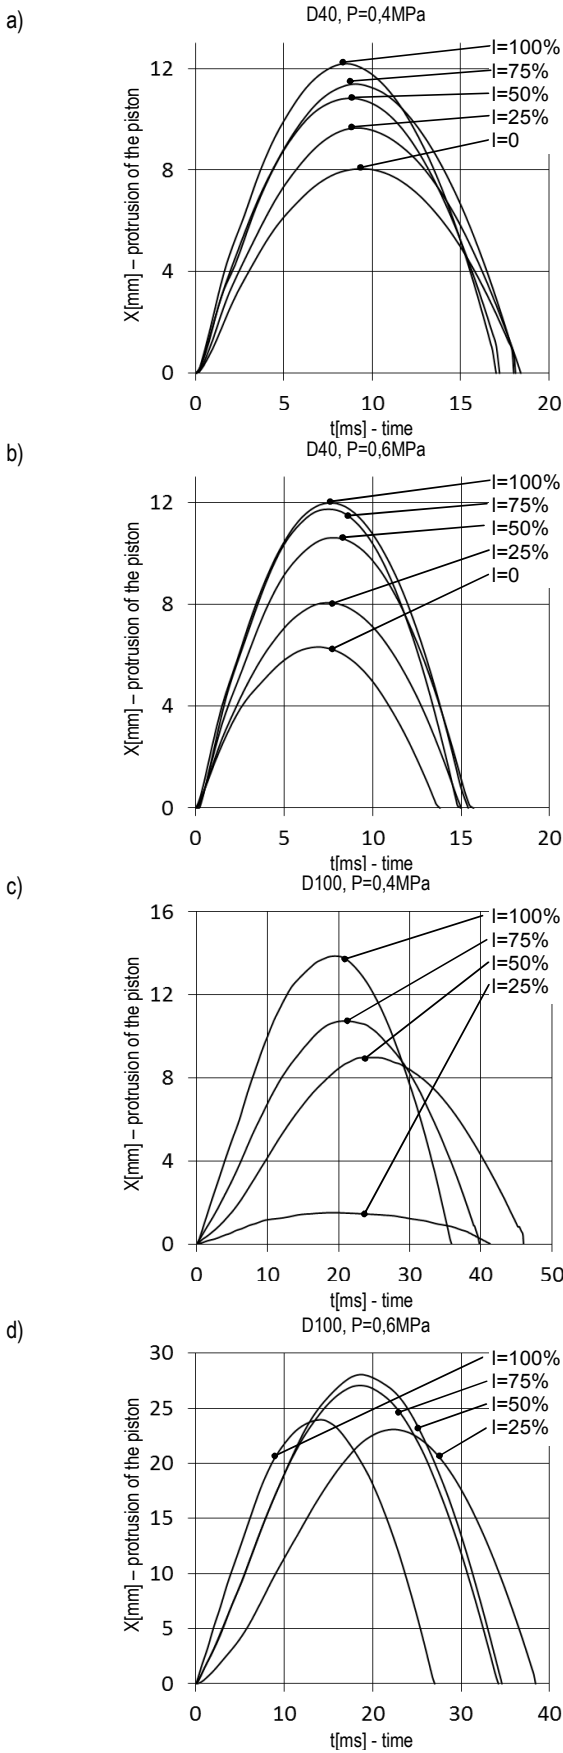 a)
D40, P=0,4MPa
X[mm] – protrusion of the piston
12
8
4
0
I=100%
I=75%
I=50%
I=25%
I=0
0 5 10 15 20
t[ms] - time
b)
D40, P=0,6MPa
X[mm] – protrusion of the piston
12
8
4
0
I=100%
I=75%
I=50%
I=25%
I=0
0 5 10 15 20
t[ms] - time
c)
D100, P=0,4MPa
X[mm] – protrusion of the piston
16
12
8
4
0
I=100%
I=75%
I=50%
I=25%
0 10 20 30 40 50
t[ms] - time
d)
D100, P=0,6MPa
X[mm] – protrusion of the piston
30
25
20
15
10
5
0
I=100%
I=75%
I=50%
I=25%
0 10 20 30 40
t[ms] - time